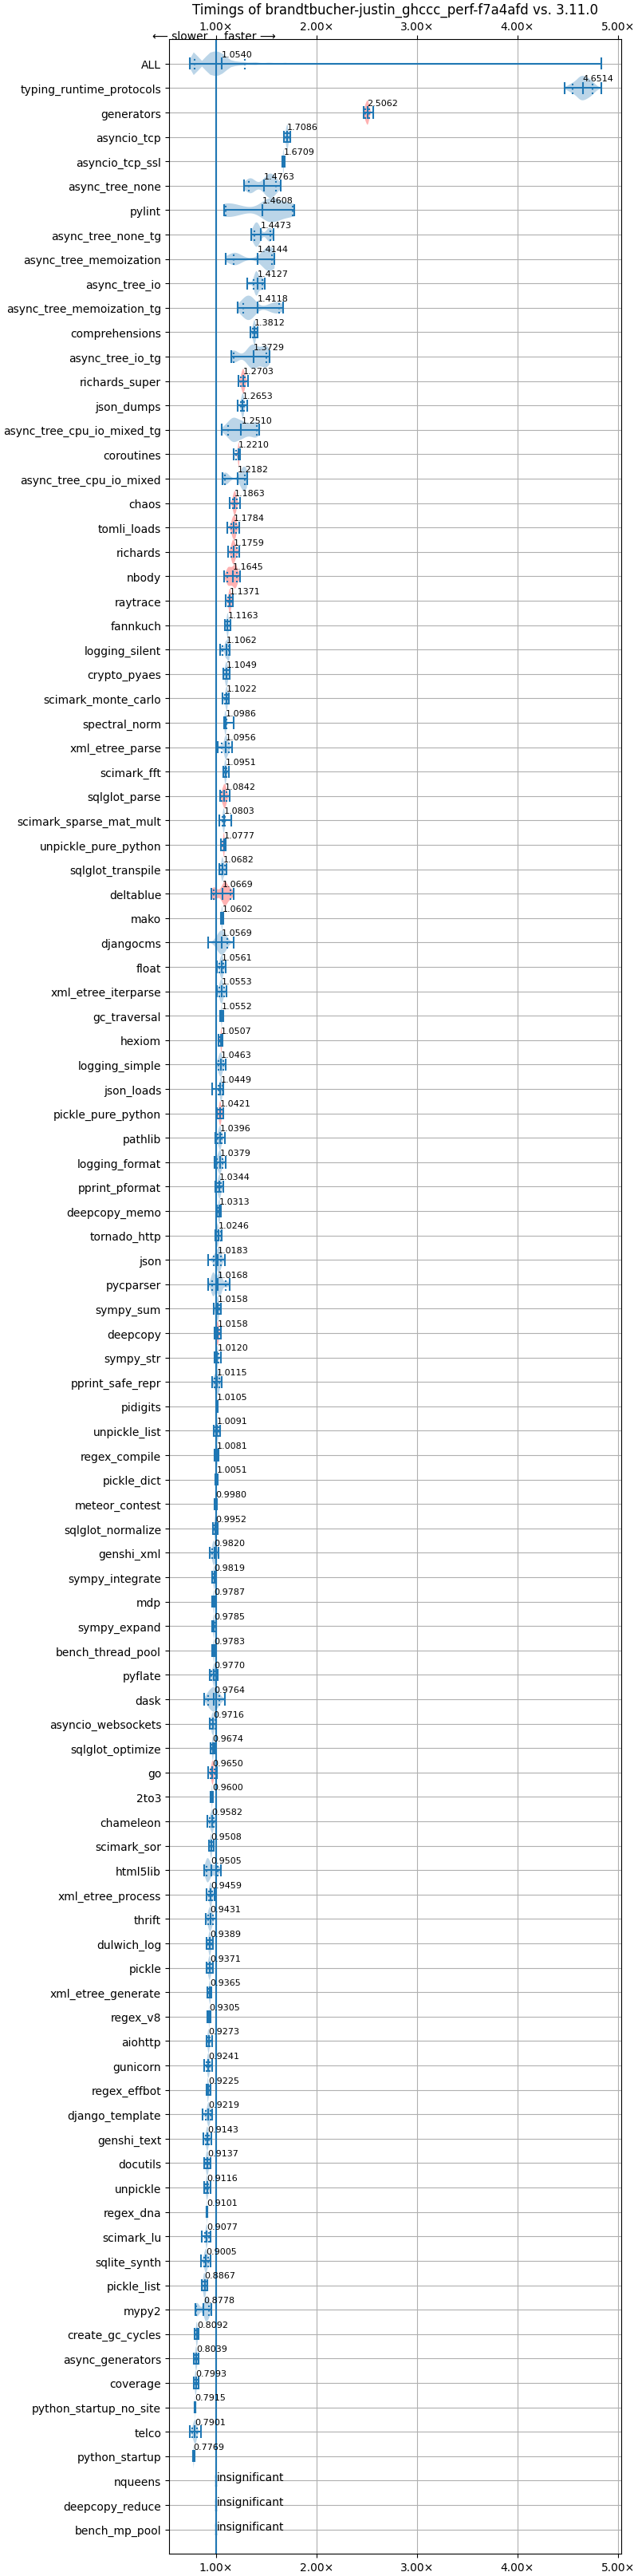 Timings of brandtbucher-justin_ghccc_perf-f7a4afd vs. 3.11.0
1.00× 2.00× 3.00× 4.00× 5.00×
⟵ slower faster ⟶
ALL 1.0540
typing_runtime_protocols 4.6514
generators 2.5062
asyncio_tcp 1.7086
asyncio_tcp_ssl 1.6709
async_tree_none 1.4763
pylint 1.4608
async_tree_none_tg 1.4473
async_tree_memoization 1.4144
async_tree_io 1.4127
async_tree_memoization_tg 1.4118
comprehensions 1.3812
async_tree_io_tg 1.3729
richards_super 1.2703
json_dumps 1.2653
async_tree_cpu_io_mixed_tg 1.2510
coroutines 1.2210
async_tree_cpu_io_mixed 1.2182
chaos 1.1863
tomli_loads 1.1784
richards 1.1759
nbody 1.1645
raytrace 1.1371
fannkuch 1.1163
logging_silent 1.1062
crypto_pyaes 1.1049
scimark_monte_carlo 1.1022
spectral_norm 1.0986
xml_etree_parse 1.0956
scimark_fft 1.0951
sqlglot_parse 1.0842
scimark_sparse_mat_mult 1.0803
unpickle_pure_python 1.0777
sqlglot_transpile 1.0682
deltablue 1.0669
mako 1.0602
djangocms 1.0569
float 1.0561
xml_etree_iterparse 1.0553
gc_traversal 1.0552
hexiom 1.0507
logging_simple 1.0463
json_loads 1.0449
pickle_pure_python 1.0421
pathlib 1.0396
logging_format 1.0379
pprint_pformat 1.0344
deepcopy_memo 1.0313
tornado_http 1.0246
json 1.0183
pycparser 1.0168
sympy_sum 1.0158
deepcopy 1.0158
sympy_str 1.0120
pprint_safe_repr 1.0115
pidigits 1.0105
unpickle_list 1.0091
regex_compile 1.0081
pickle_dict 1.0051
meteor_contest 0.9980
sqlglot_normalize 0.9952
genshi_xml 0.9820
sympy_integrate 0.9819
mdp 0.9787
sympy_expand 0.9785
bench_thread_pool 0.9783
pyflate 0.9770
dask 0.9764
asyncio_websockets 0.9716
sqlglot_optimize 0.9674
go 0.9650
2to3 0.9600
chameleon 0.9582
scimark_sor 0.9508
html5lib 0.9505
xml_etree_process 0.9459
thrift 0.9431
dulwich_log 0.9389
pickle 0.9371
xml_etree_generate 0.9365
regex_v8 0.9305
aiohttp 0.9273
gunicorn 0.9241
regex_effbot 0.9225
django_template 0.9219
genshi_text 0.9143
docutils 0.9137
unpickle 0.9116
regex_dna 0.9101
scimark_lu 0.9077
sqlite_synth 0.9005
pickle_list 0.8867
mypy2 0.8778
create_gc_cycles 0.8092
async_generators 0.8039
coverage 0.7993
python_startup_no_site 0.7915
telco 0.7901
python_startup 0.7769
nqueens insignificant
deepcopy_reduce insignificant
bench_mp_pool insignificant
1.00× 2.00× 3.00× 4.00× 5.00×